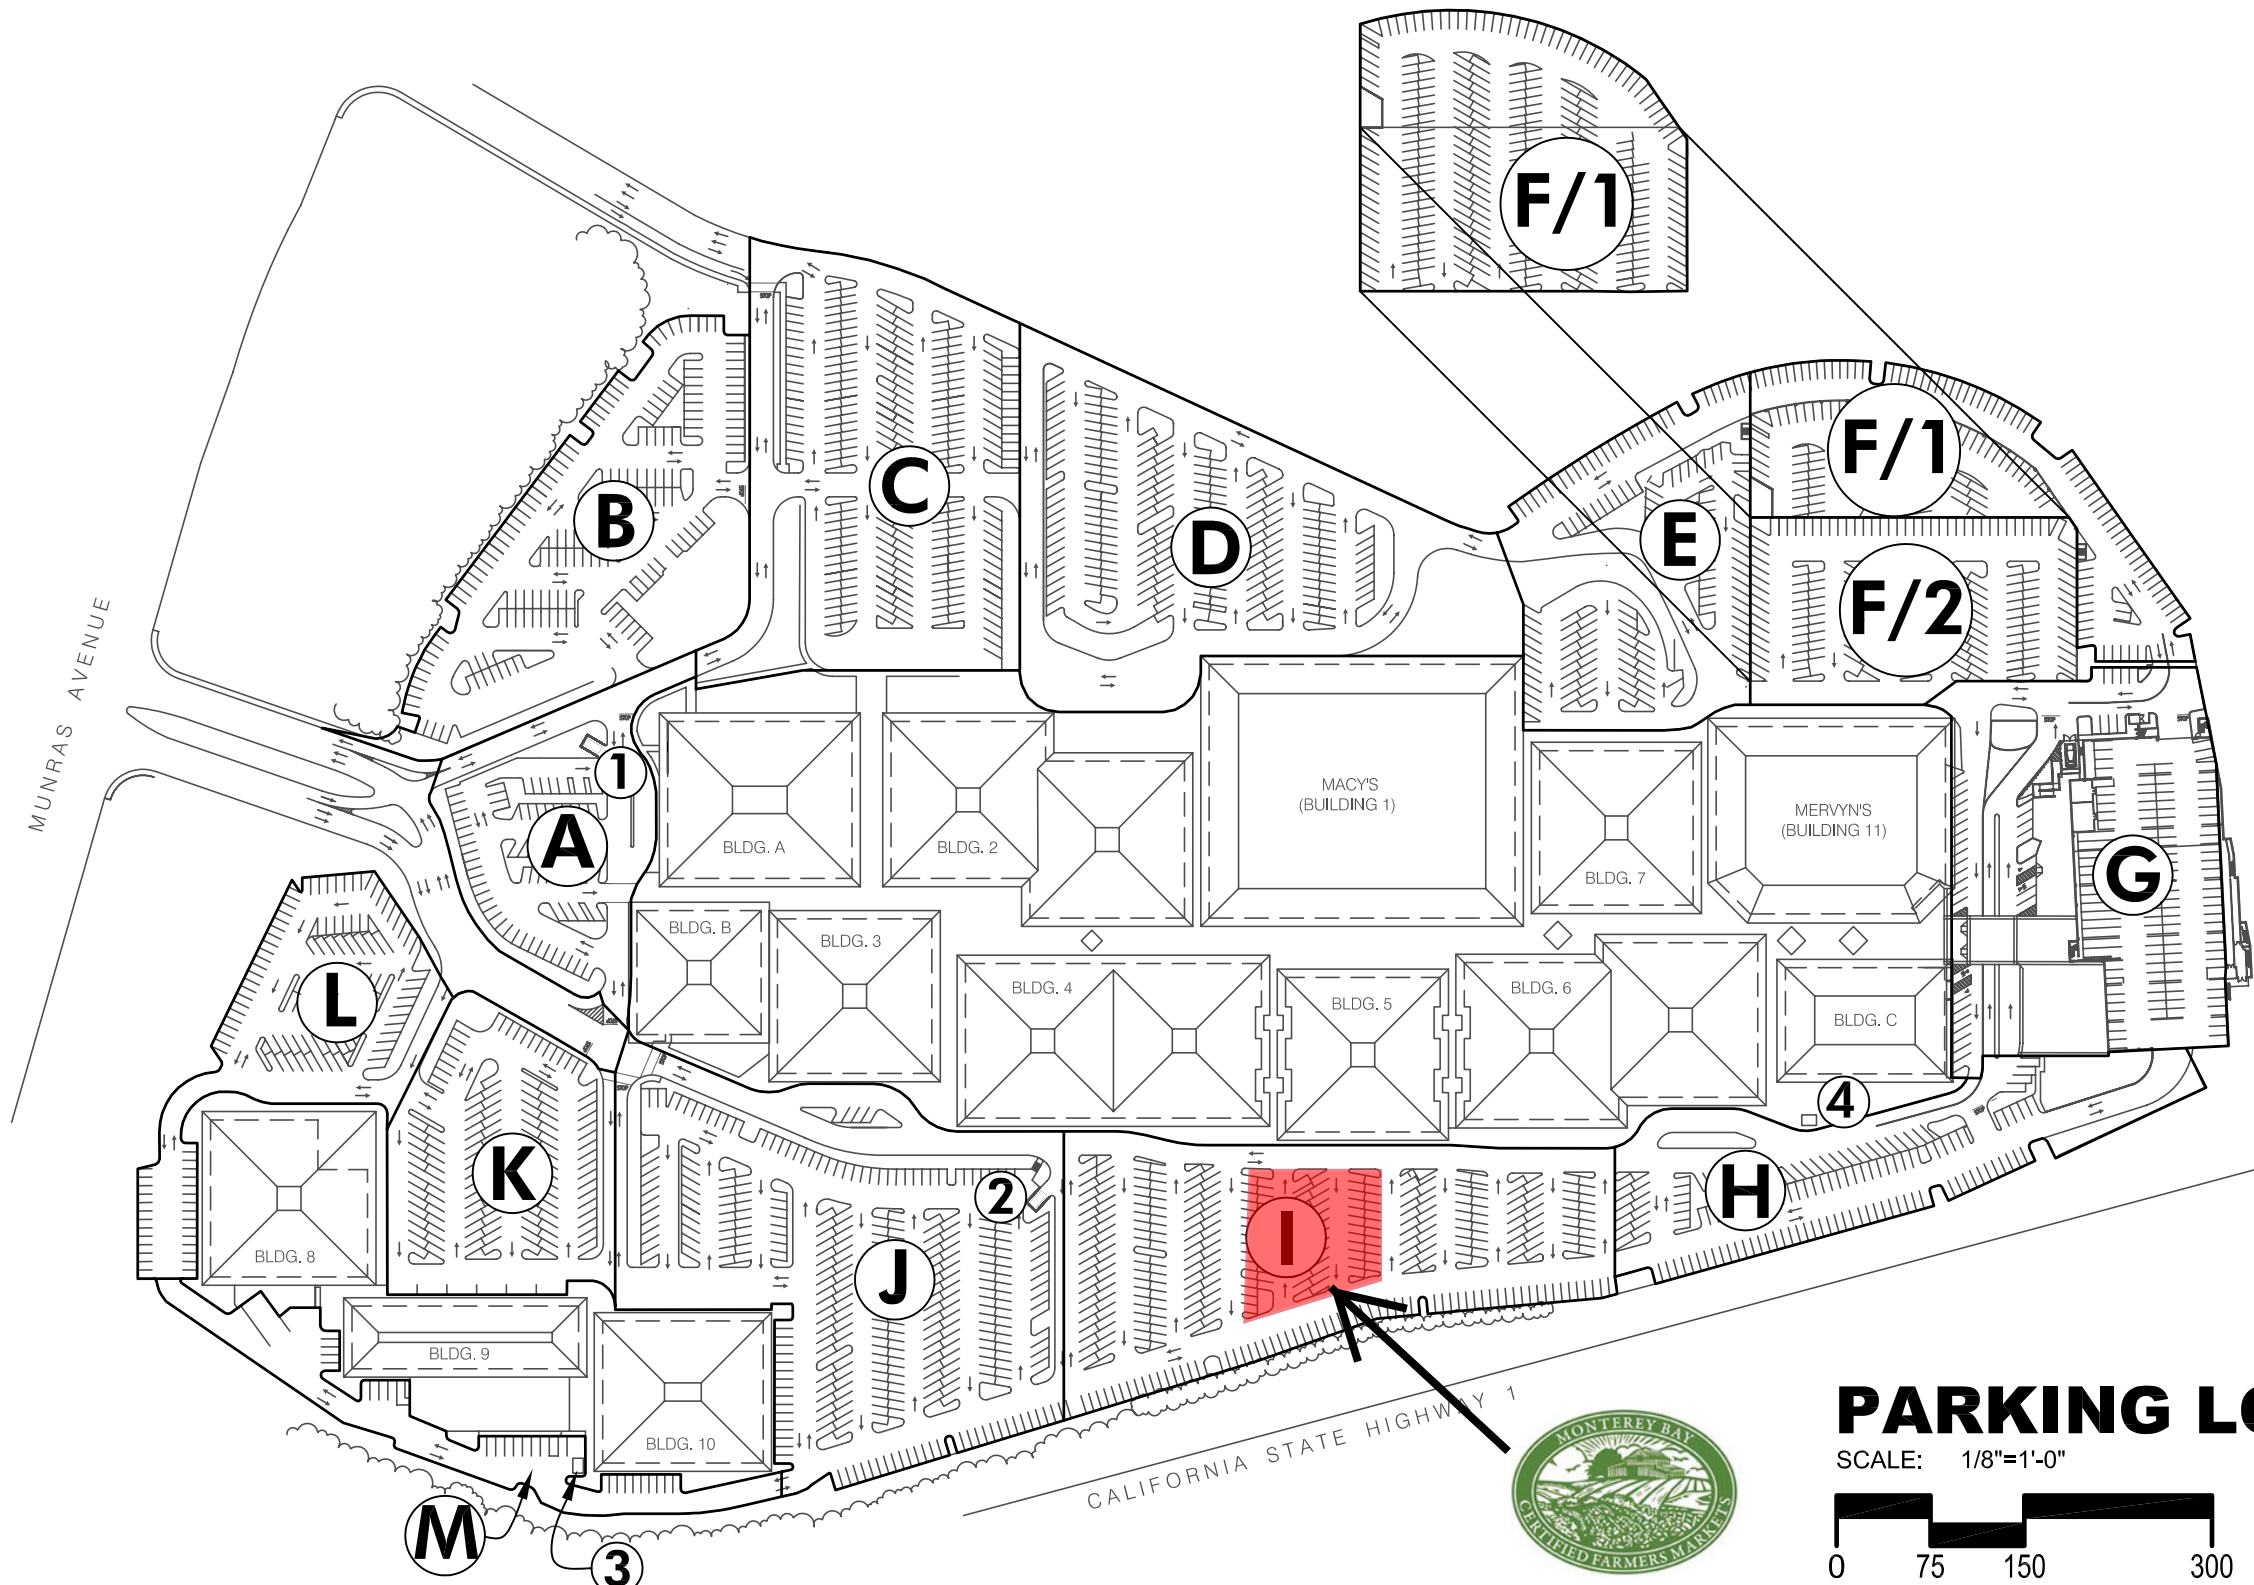 F/1
F/1
B
C
D
E
F/2
MUNRAS AVENUE
STOP
1
A
MACY'S
(BUILDING 1)
BLDG. A
BLDG. 2
BLDG. 7
MERVYN'S
(BUILDING 11)
G
BLDG. B
BLDG. 3
BLDG. 4
BLDG. 5
BLDG. 6
BLDG. C
L
4
K
2
H
I
J
BLDG. 8
BLDG. 9
BLDG. 10
M
3
CALIFORNIA STATE HIGHWAY 1
MONTEREY BAY
CERTIFIED FARMERS MARKETS
PARKING
SCALE: 1/8"=1'-0"
0 75 150 300